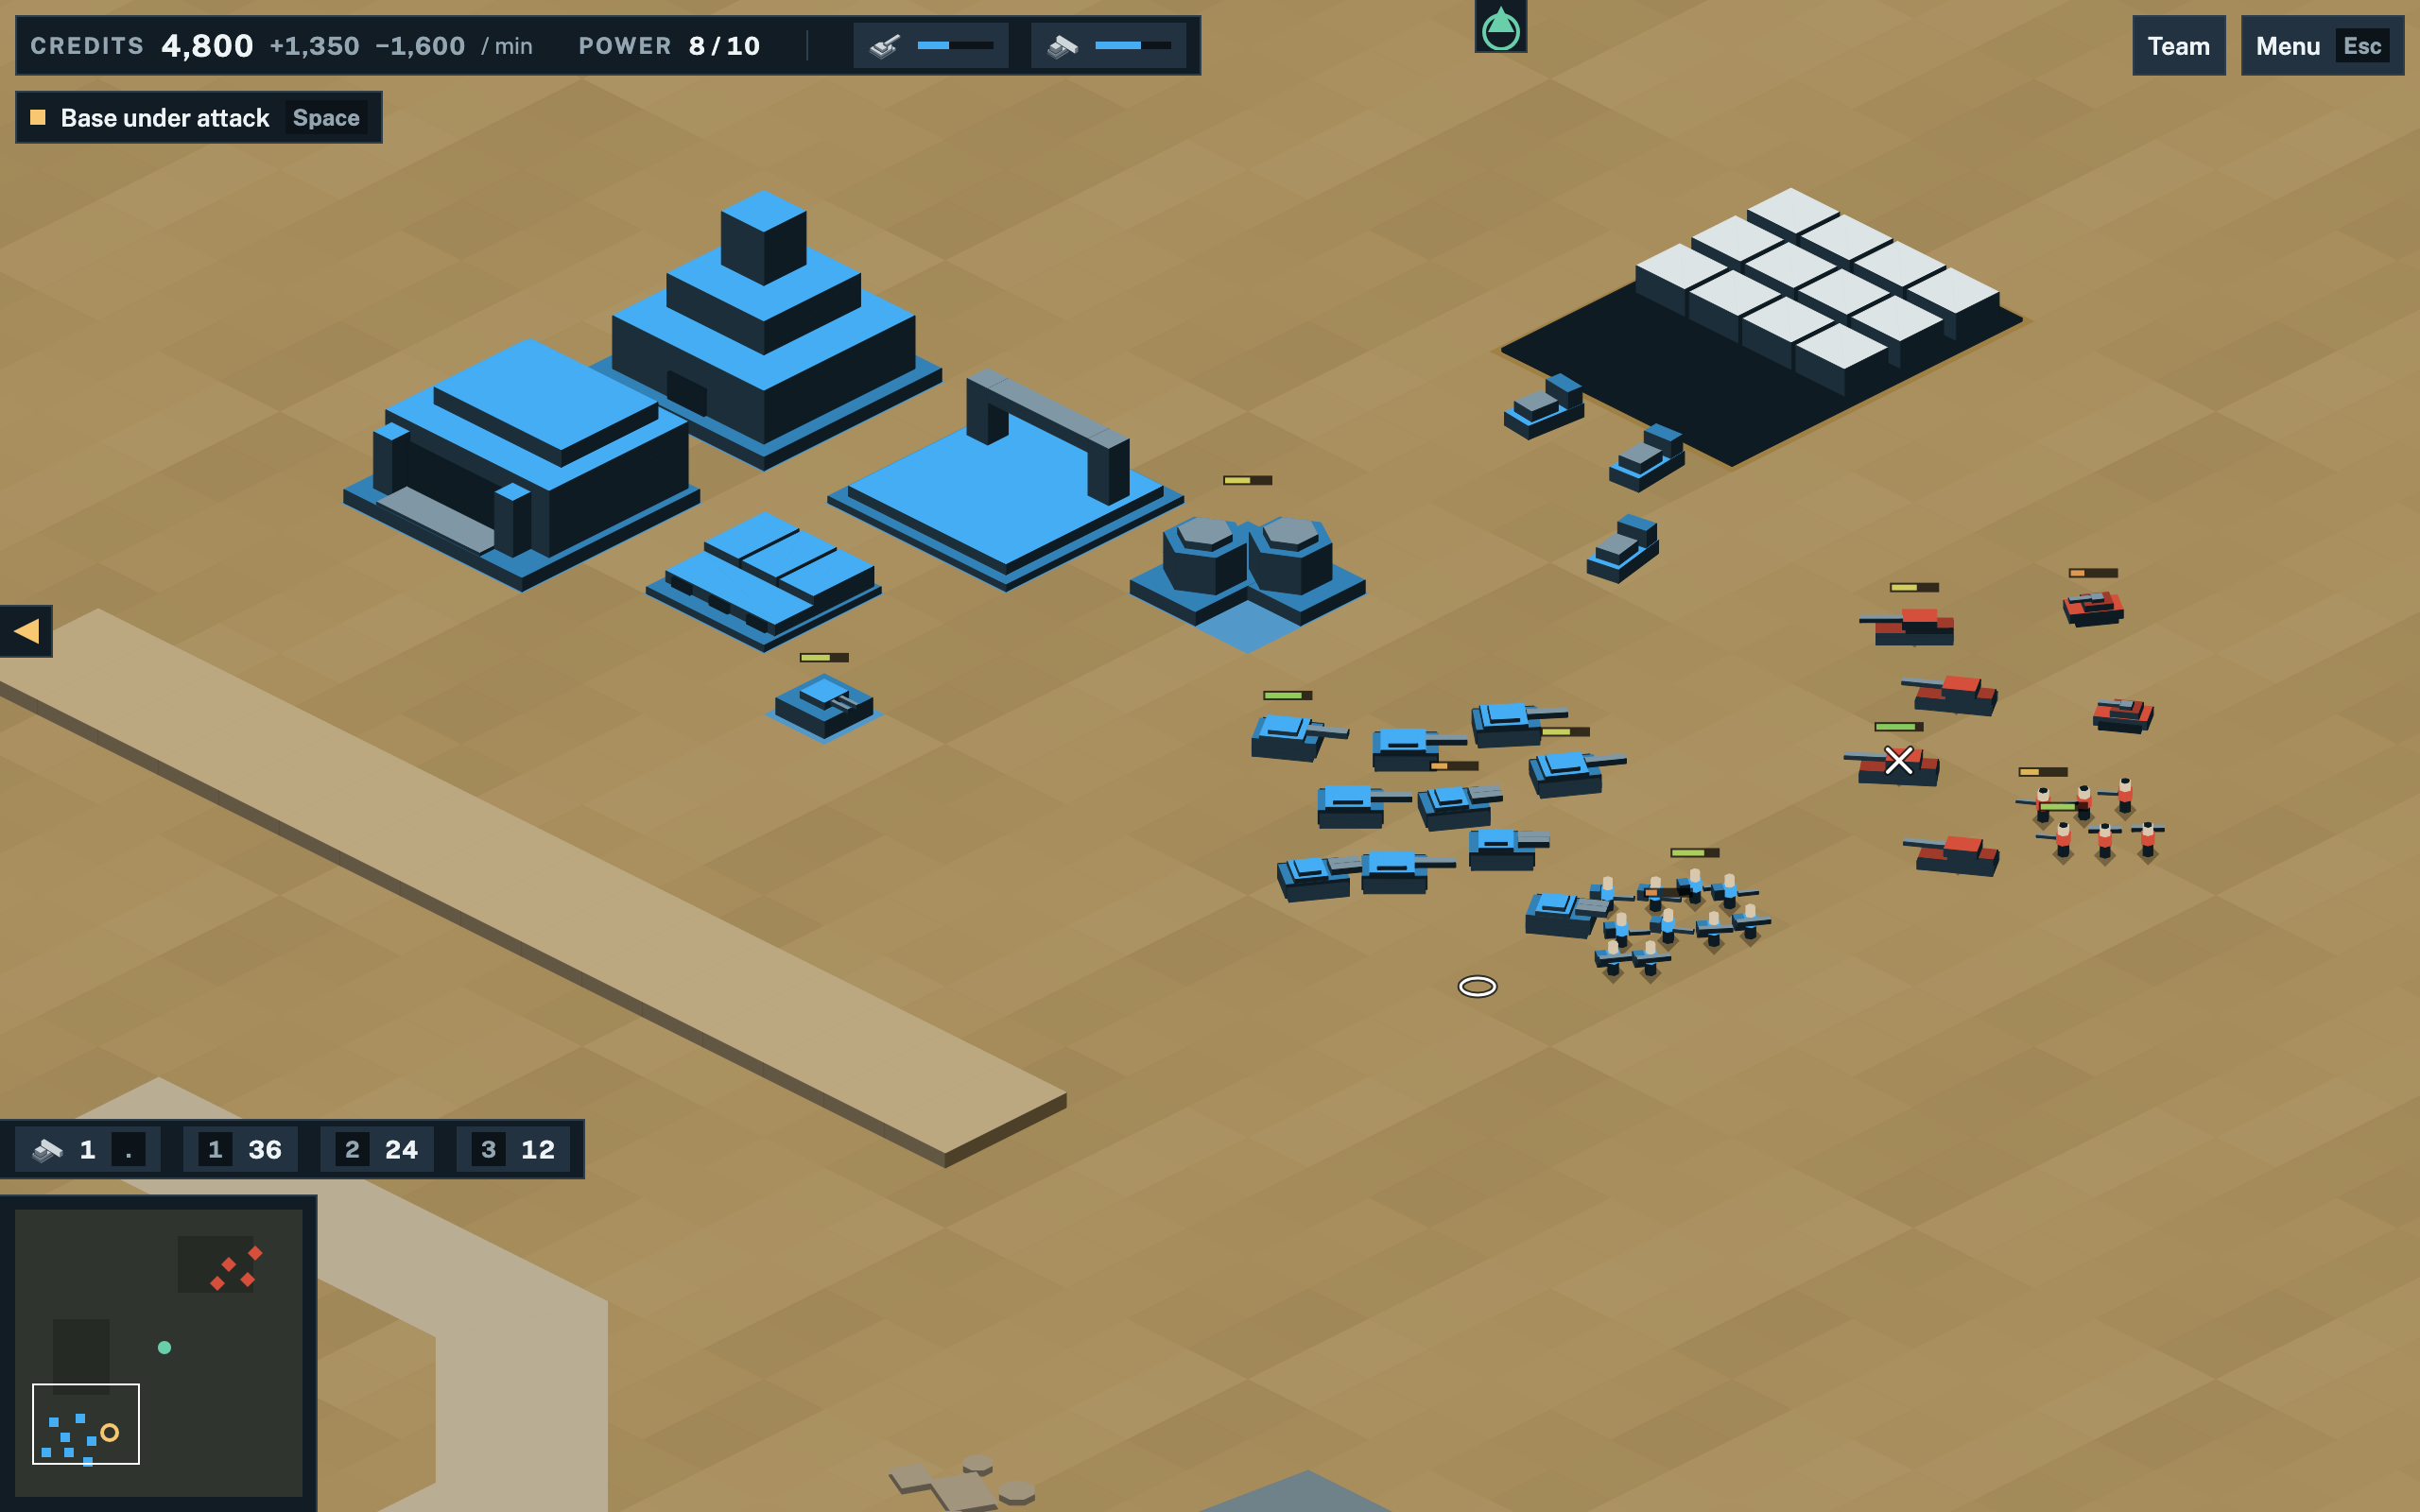 CREDITS 4,800 +1,350 −1,600 / min POWER 8 / 10
Team
Menu Esc
Base under attack Space
1 . 1 36 2 24 3 12